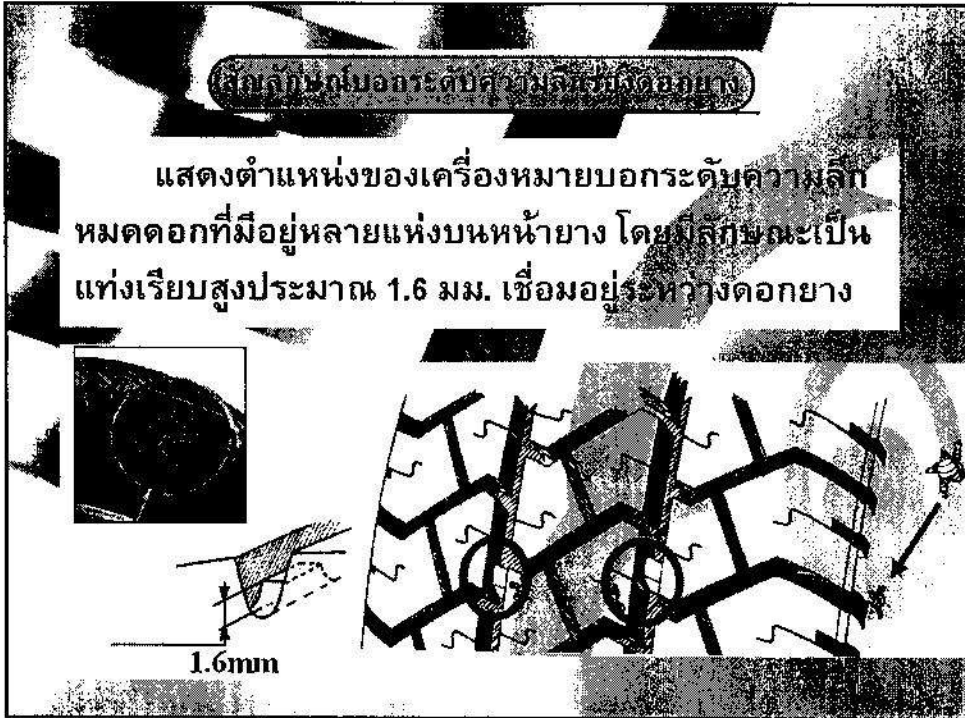 สัญลักษณ์บอกระดับความลึกของดอกยาง
แสดงตำแหน่งของเครื่องหมายบอกระดับความลึก
หมดดอกที่มีอยู่หลายแห่งบนหน้ายาง โดยมีลักษณะเป็น
แท่งเรียบสูงประมาณ 1.6 มม. เชื่อมอยู่ระหว่างดอกยาง
1.6mm